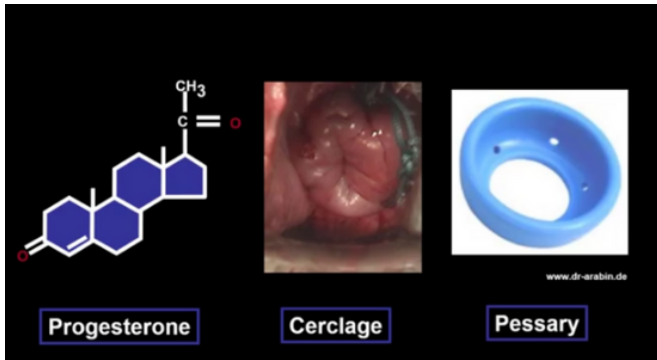 CH3
C
O
O
www.dr-arabin.de
Progesterone
Cerclage
Pessary